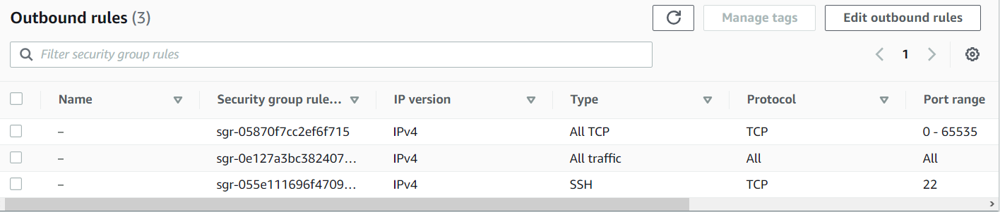 Outbound rules (3)
Manage tags
Edit outbound rules
Filter security group rules
1
Name Security group rule... IP version Type Protocol Port range
– sgr-05870f7cc2ef6f715 IPv4 All TCP TCP 0 - 65535
– sgr-0e127a3bc382407... IPv4 All traffic All All
– sgr-055e111696f4709... IPv4 SSH TCP 22